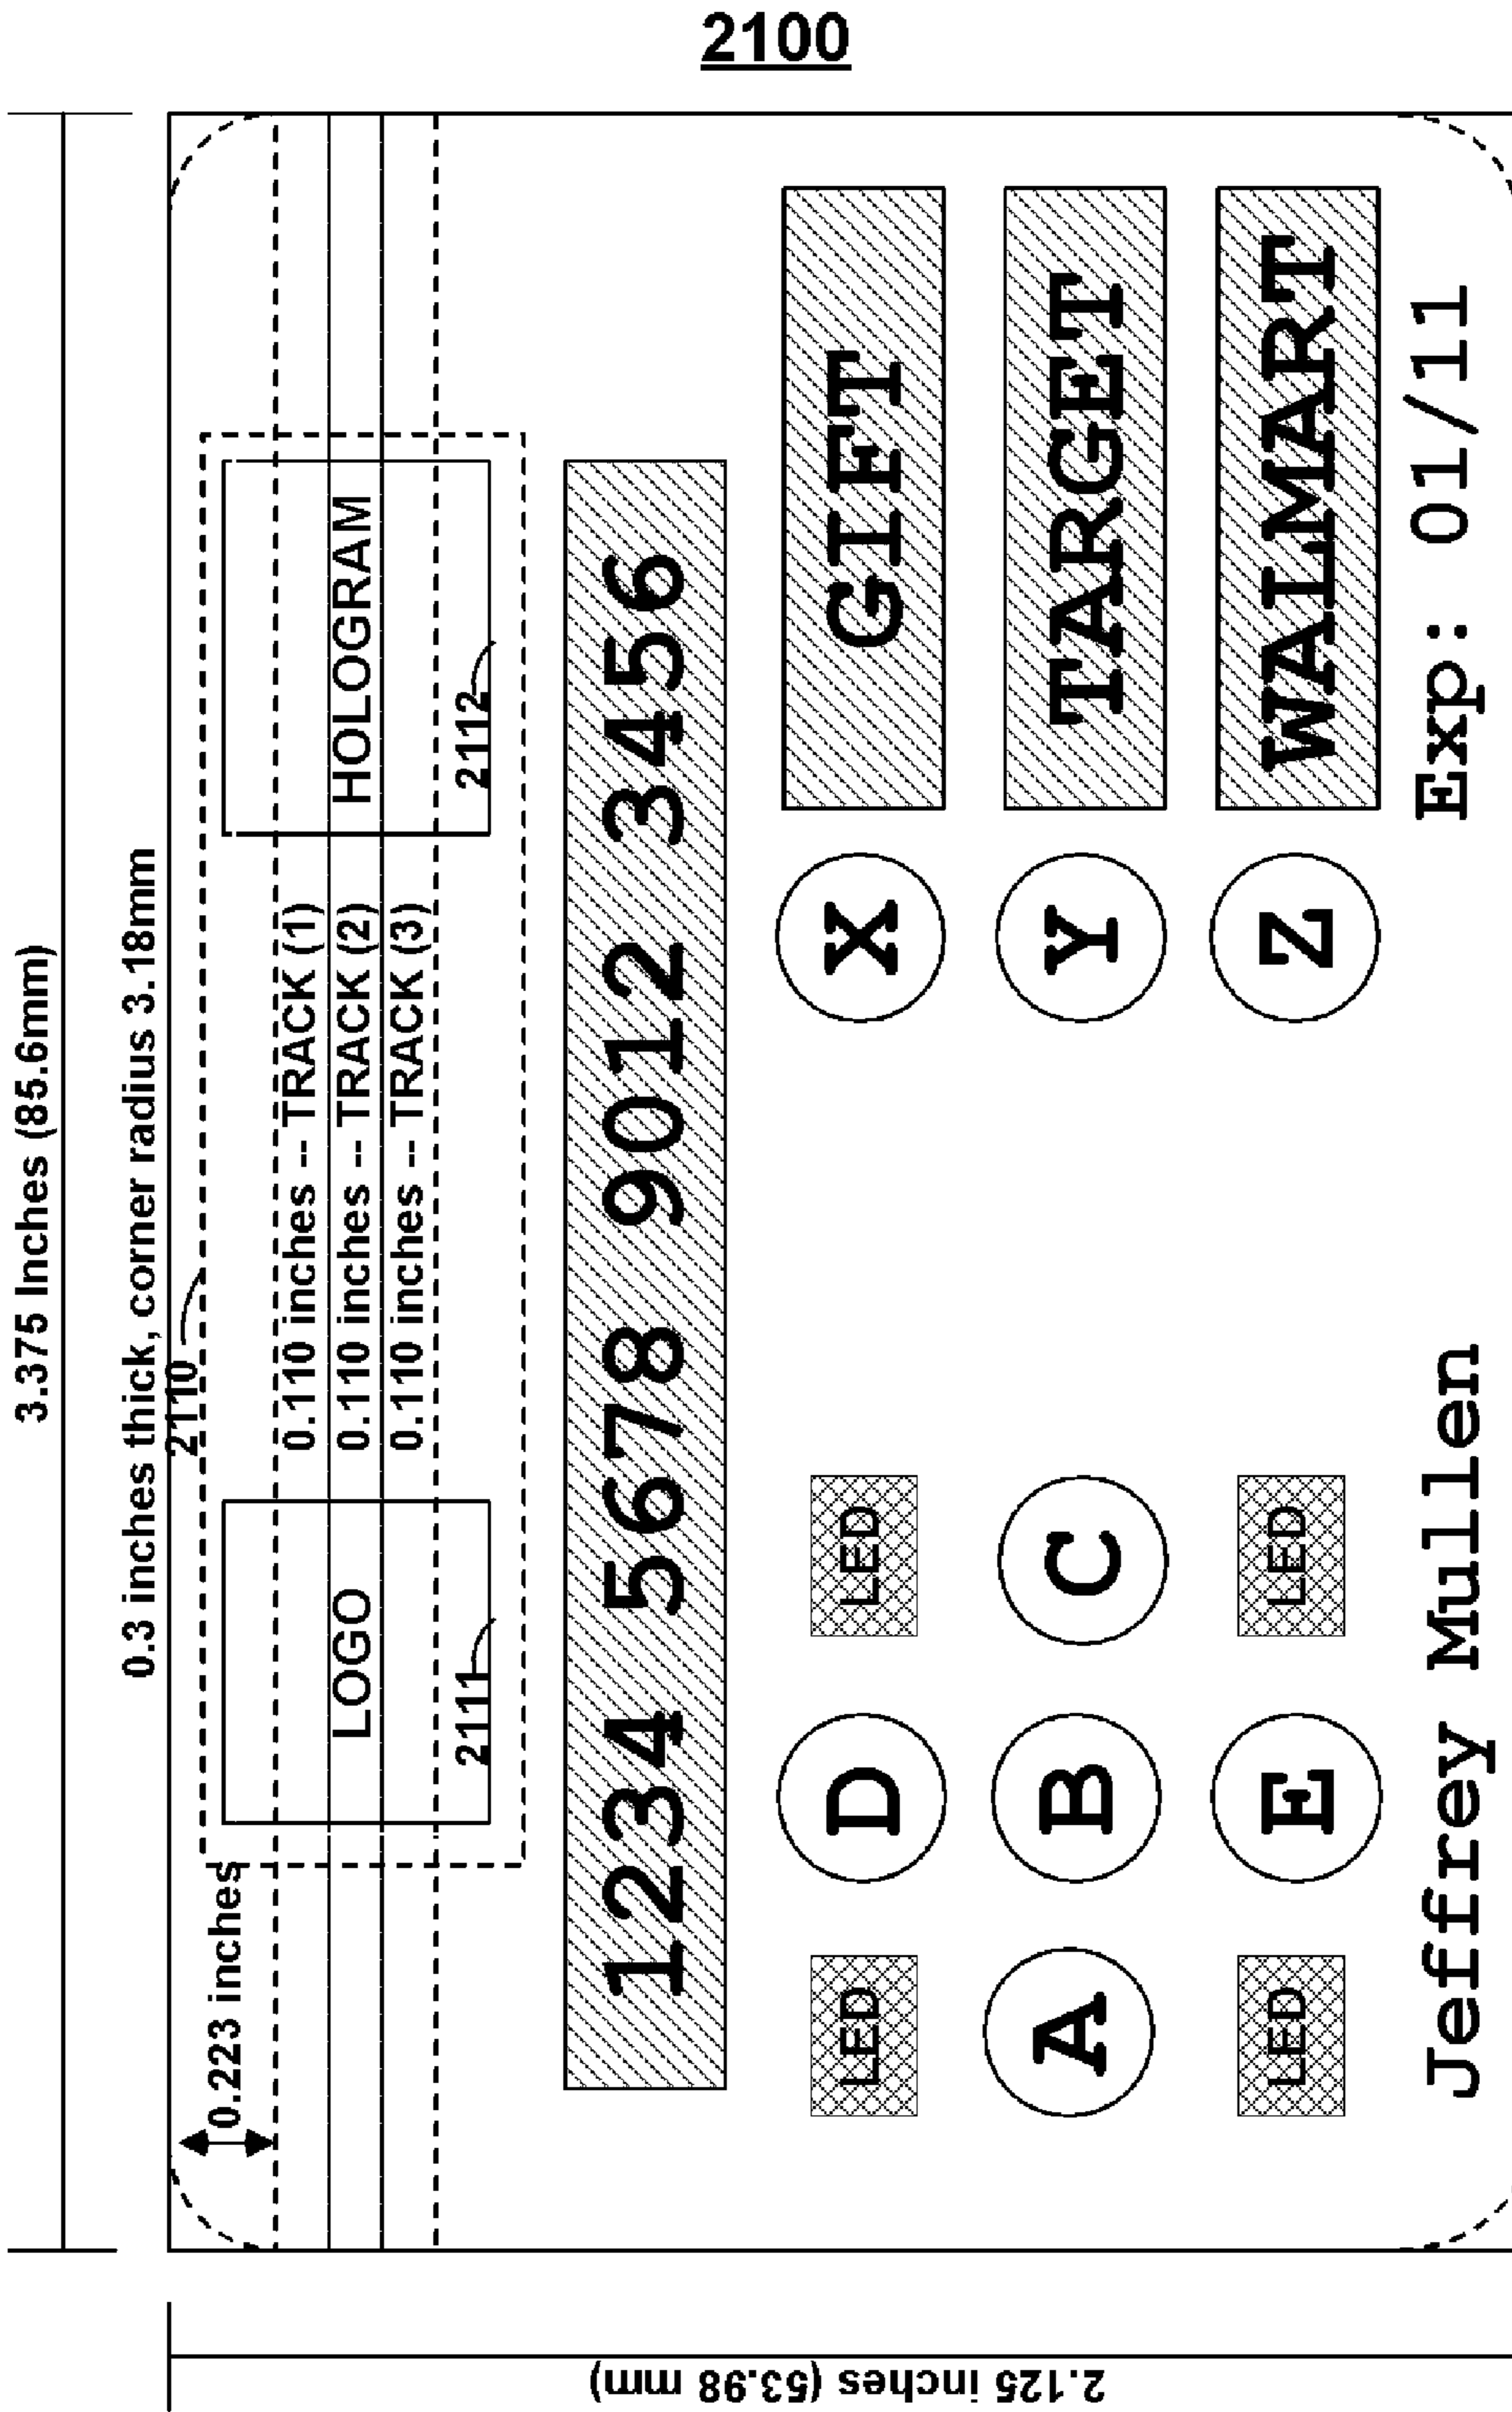 2100
3.375 Inches (85.6mm)
0.3 inches thick, corner radius 3.18mm
2110
0.223 inches
0.110 inches -- TRACK (1)
0.110 inches -- TRACK (2)
0.110 inches -- TRACK (3)
LOGO
HOLOGRAM
2111
2112
1234 5678 9012 3456
LED
D
LED
X
GIFT
A
B
C
Y
TARGET
LED
E
LED
Z
WALMART
Jeffrey Mullen
Exp: 01/11
2.125 inches (53.98 mm)